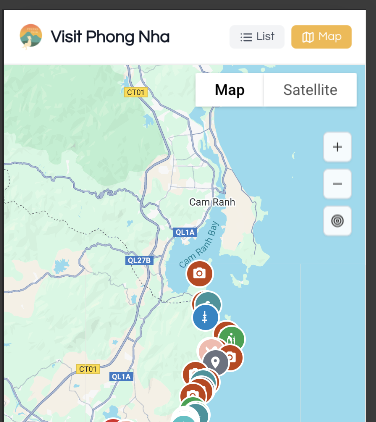 Visit Phong Nha
List
Map
Map
Satellite
CT01
+
−
Cam Ranh
QL1A
Cam Ranh Bay
QL27B
CT01
QL1A